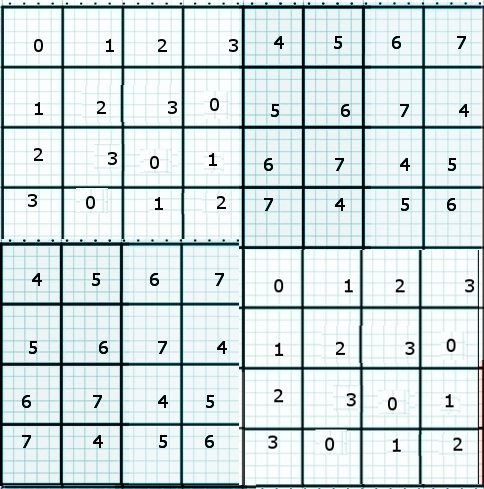 0 1 2 3 4 5 6 7
1 2 3 0 5 6 7 4
2 3 0 1 6 7 4 5
3 0 1 2 7 4 5 6
4 5 6 7 0 1 2 3
5 6 7 4 1 2 3 0
6 7 4 5 2 3 0 1
7 4 5 6 3 0 1 2